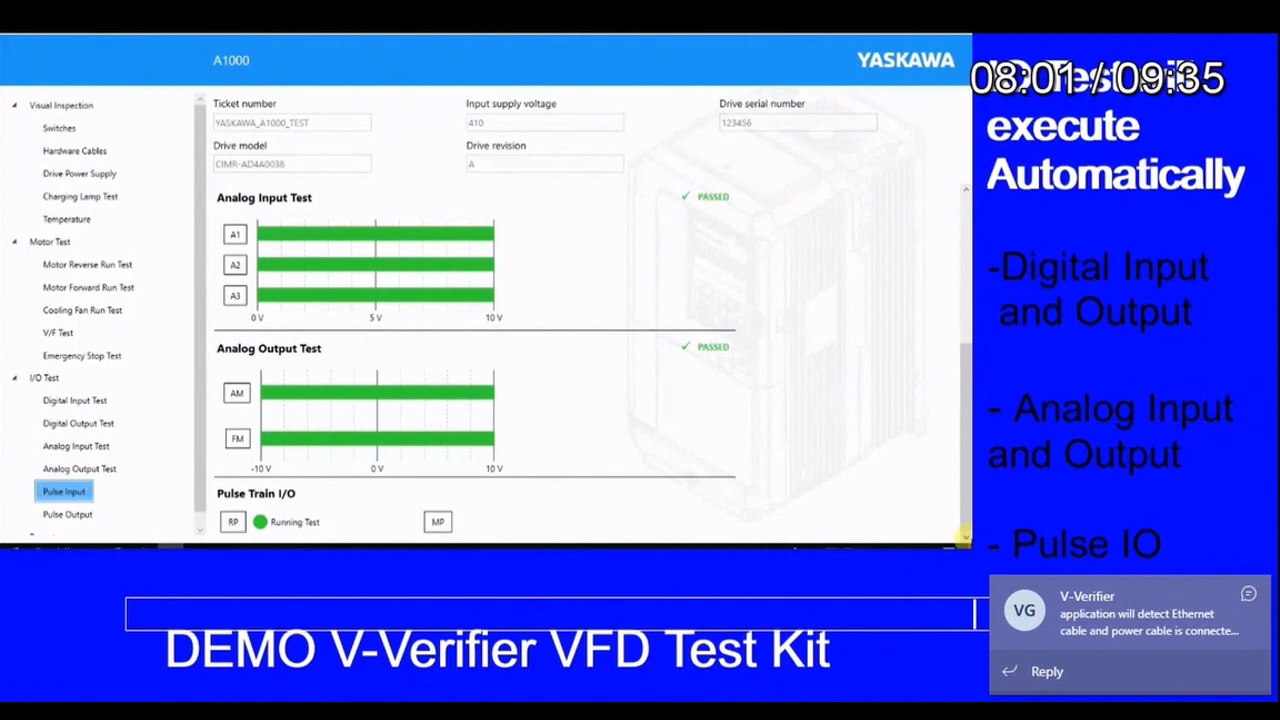 A1000
YASKAWA
08:01 / 09:35
execute
Automatically
-Digital Input
and Output
- Analog Input
and Output
- Pulse IO
Visual Inspection
Switches
Hardware Cables
Drive Power Supply
Charging Lamp Test
Temperature
Motor Test
Motor Reverse Run Test
Motor Forward Run Test
Cooling Fan Run Test
V/F Test
Emergency Stop Test
I/O Test
Digital Input Test
Digital Output Test
Analog Input Test
Analog Output Test
Pulse Input
Pulse Output
Ticket number
Input supply voltage
Drive serial number
YASKAWA_A1000_TEST
410
123456
Drive model
Drive revision
CIMR-AD4A0038
A
Analog Input Test
✓ PASSED
A1
A2
A3
0 V
5 V
10 V
Analog Output Test
✓ PASSED
AM
FM
-10 V
0 V
10 V
Pulse Train I/O
RP
Running Test
MP
DEMO V-Verifier VFD Test Kit
VG
V-Verifier
application will detect Ethernet
cable and power cable is connecte...
Reply